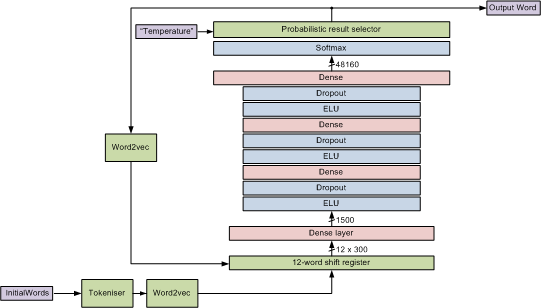 Output Word
"Temperature"
Probabilistic result selector
Softmax
48160
Dense
Dropout
ELU
Dense
Dropout
ELU
Dense
Dropout
ELU
1500
Dense layer
12 x 300
12-word shift register
Word2vec
InitialWords
Tokeniser
Word2vec